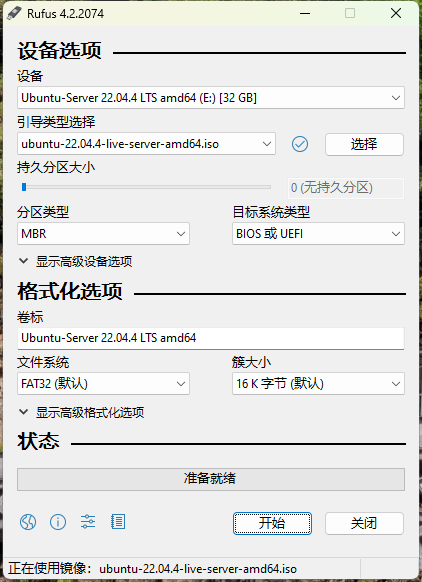 Rufus 4.2.2074
设备选项
设备
Ubuntu-Server 22.04.4 LTS amd64 (E:) [32 GB]
引导类型选择
ubuntu-22.04.4-live-server-amd64.iso 选择
持久分区大小
0 (无持久分区)
分区类型 目标系统类型
MBR BIOS 或 UEFI
显示高级设备选项
格式化选项
卷标
Ubuntu-Server 22.04.4 LTS amd64
文件系统 簇大小
FAT32 (默认) 16 K 字节 (默认)
显示高级格式化选项
状态
准备就绪
开始 关闭
正在使用镜像：ubuntu-22.04.4-live-server-amd64.iso